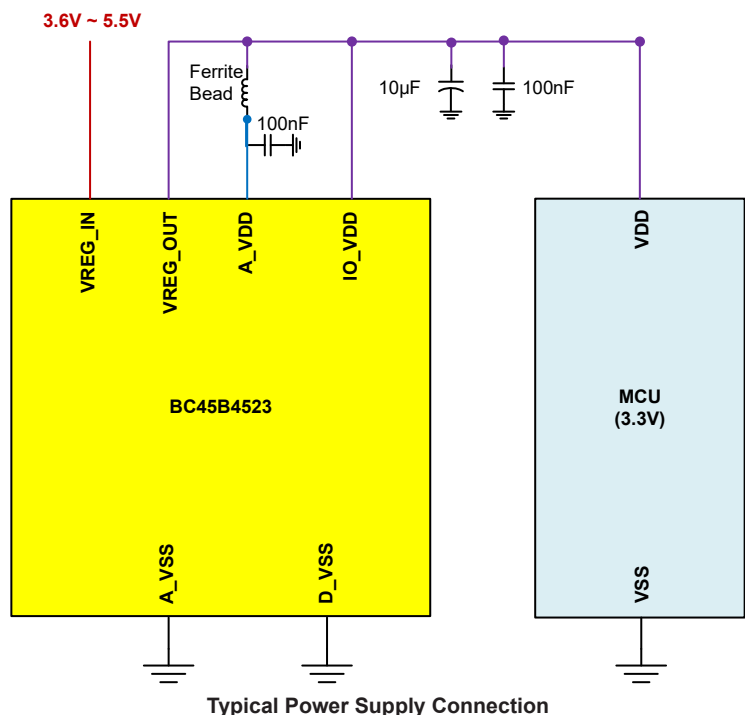 3.6V ~ 5.5V
Ferrite
Bead
100nF
10µF
100nF
VREG_IN
VREG_OUT
A_VDD
IO_VDD
VDD
BC45B4523
MCU
(3.3V)
A_VSS
D_VSS
VSS
Typical Power Supply Connection